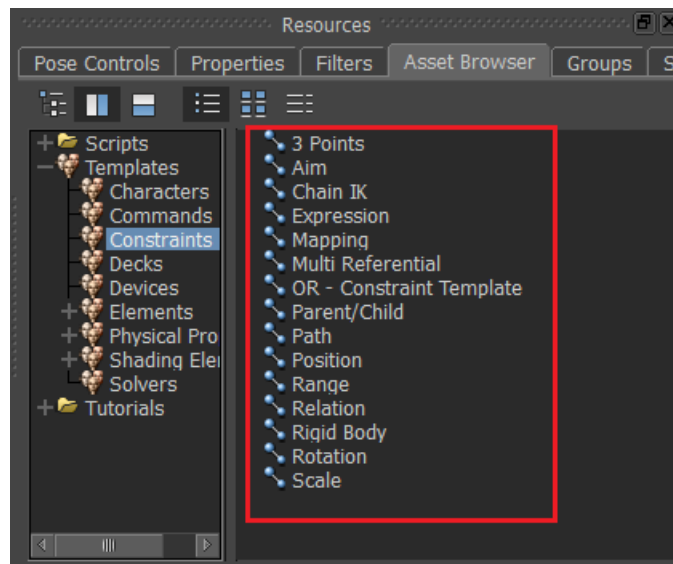 Resources
Pose Controls Properties Filters Asset Browser Groups S
Scripts
Templates
Characters
Commands
Constraints
Decks
Devices
Elements
Physical Pro
Shading Ele
Solvers
Tutorials
3 Points
Aim
Chain IK
Expression
Mapping
Multi Referential
OR - Constraint Template
Parent/Child
Path
Position
Range
Relation
Rigid Body
Rotation
Scale